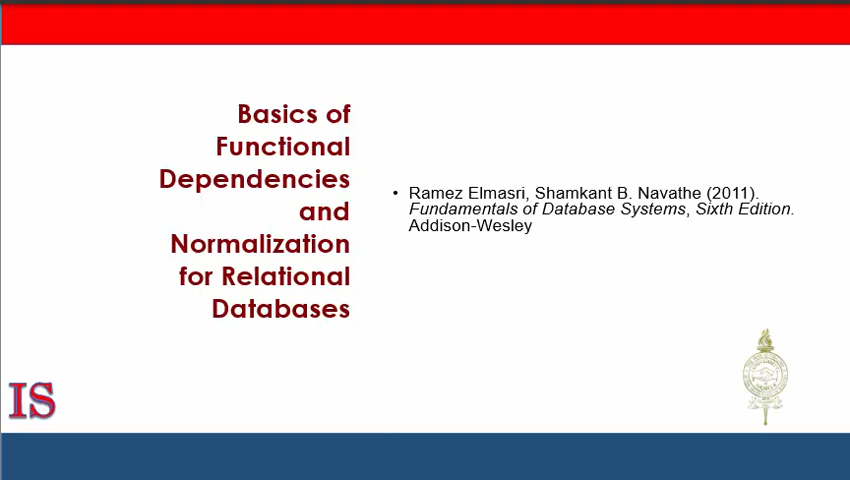 Basics of
Functional
Dependencies
and
Normalization
for Relational
Databases
• Ramez Elmasri, Shamkant B. Navathe (2011).
Fundamentals of Database Systems, Sixth Edition.
Addison-Wesley
IS